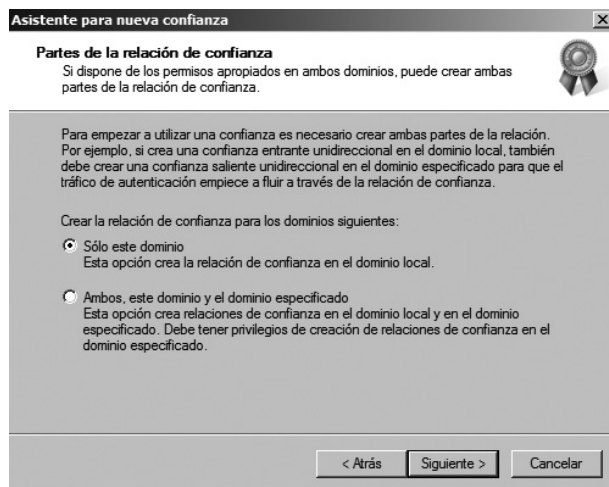 Asistente para nueva confianza
Partes de la relación de confianza
Si dispone de los permisos apropiados en ambos dominios, puede crear ambas
partes de la relación de confianza.
Para empezar a utilizar una confianza es necesario crear ambas partes de la relación.
Por ejemplo, si crea una confianza entrante unidireccional en el dominio local, también
debe crear una confianza saliente unidireccional en el dominio especificado para que el
tráfico de autenticación empiece a fluir a través de la relación de confianza.
Crear la relación de confianza para los dominios siguientes:
Sólo este dominio
Esta opción crea la relación de confianza en el dominio local.
Ambos, este dominio y el dominio especificado
Esta opción crea relaciones de confianza en el dominio local y en el dominio
especificado. Debe tener privilegios de creación de relaciones de confianza en el
dominio especificado.
< Atrás Siguiente > Cancelar